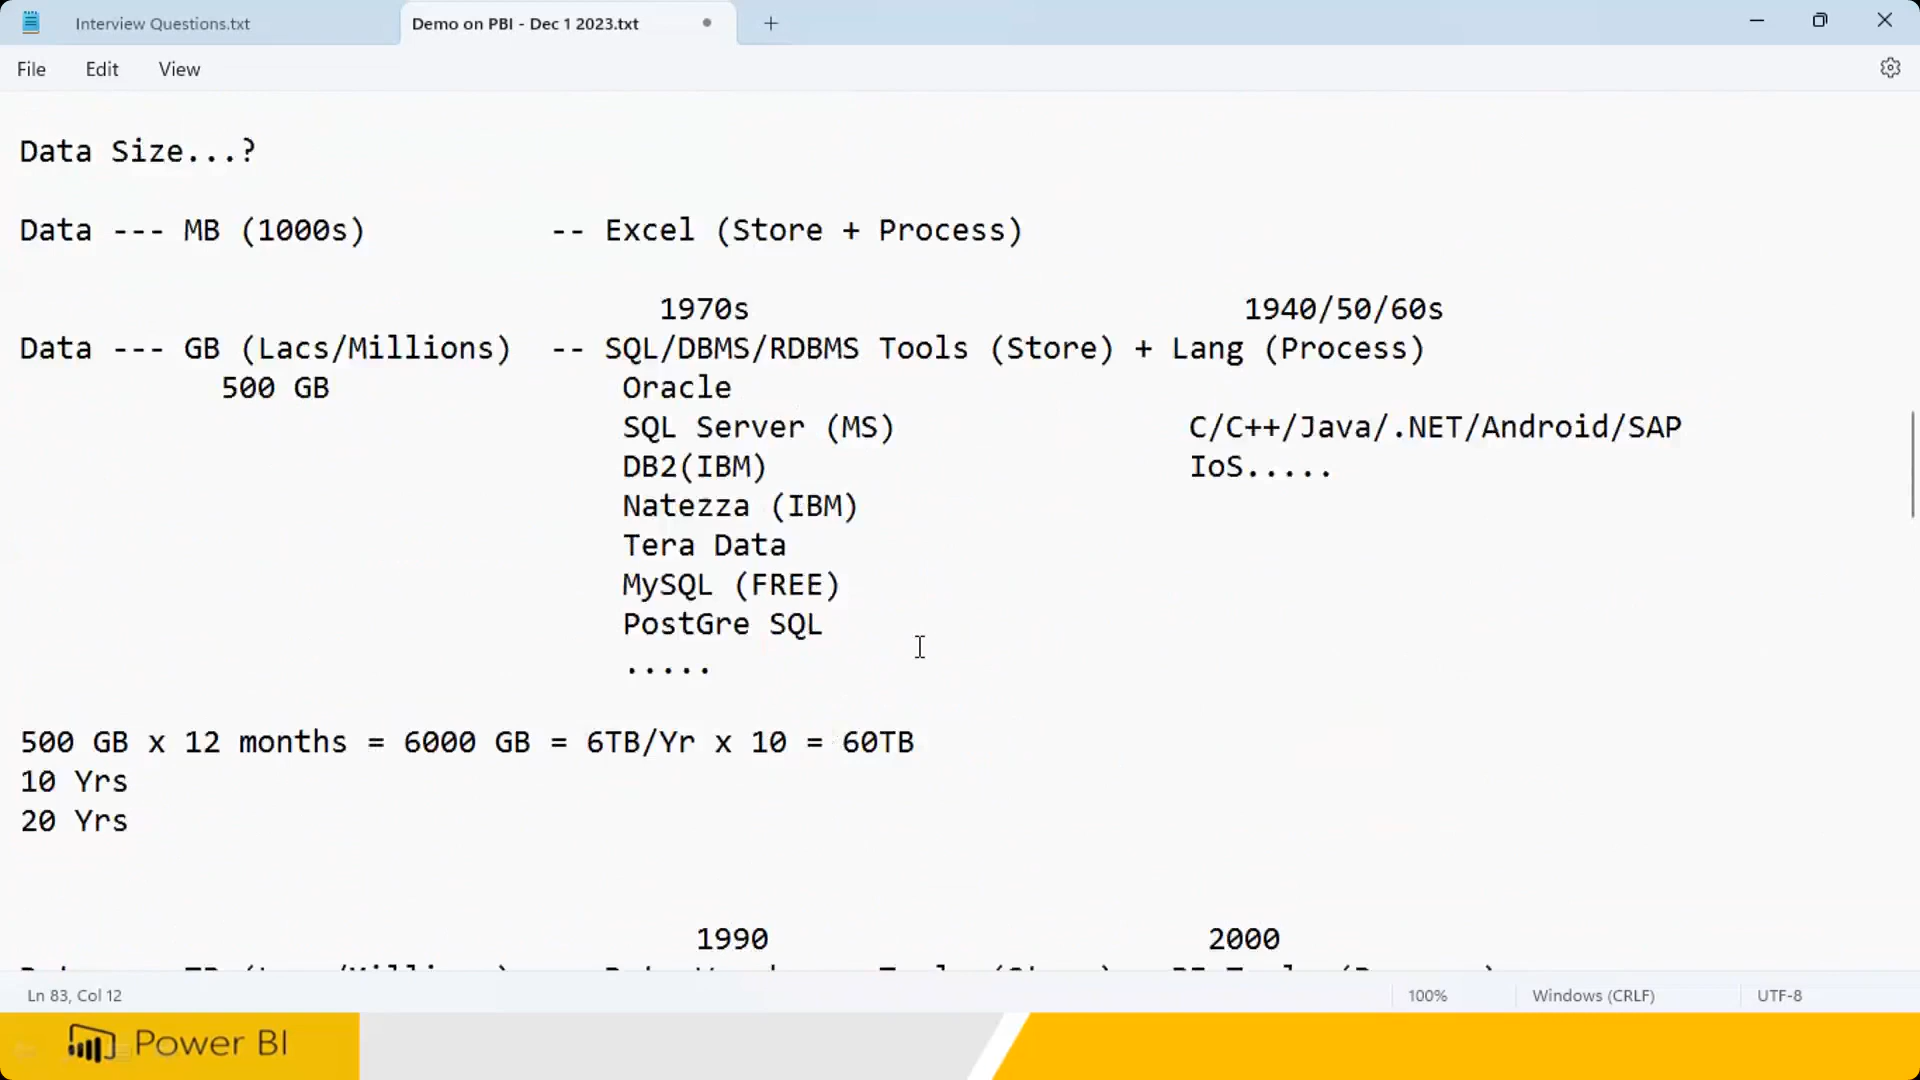 Interview Questions.txt
Demo on PBI - Dec 1 2023.txt
File Edit View
Data Size...?
Data --- MB (1000s) -- Excel (Store + Process)
1970s 1940/50/60s
Data --- GB (Lacs/Millions) -- SQL/DBMS/RDBMS Tools (Store) + Lang (Process)
500 GB Oracle
SQL Server (MS) C/C++/Java/.NET/Android/SAP
DB2(IBM) IoS.....
Natezza (IBM)
Tera Data
MySQL (FREE)
PostGre SQL
.....
500 GB x 12 months = 6000 GB = 6TB/Yr x 10 = 60TB
10 Yrs
20 Yrs
1990 2000
Ln 83, Col 12 100% Windows (CRLF) UTF-8
Power BI